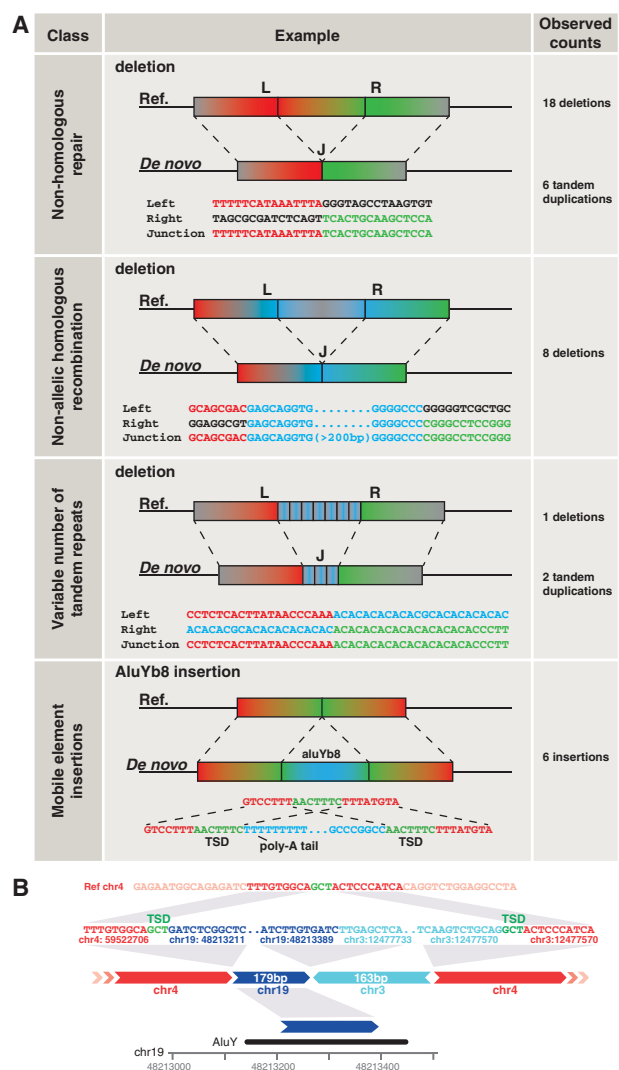 A
Class
Example
Observed
counts
Non-homologous
repair
deletion
L
R
Ref.
J
De novo
Left TTTTTCATAAATTTAGGGTAGCCTAAGTGT
Right TAGCGCGATCTCAGTTCACTGCAAGCTCCA
Junction TTTTTCATAAATTTATCACTGCAAGCTCCA
18 deletions
6 tandem
duplications
Non-allelic homologous
recombination
deletion
L
R
Ref.
J
De novo
Left GCAGCGACGAGCAGGTG........GGGGCCCGGGGGTCGCTGC
Right GGAGGCGTGAGCAGGTG........GGGGCCCCGGGCCTCCGGG
Junction GCAGCGACGAGCAGGTG(>200bp)GGGGCCCCGGGCCTCCGGG
8 deletions
Variable number of
tandem repeats
deletion
L
R
Ref.
J
De novo
Left CCTCTCACTTATAACCCAAAACACACACACACGCACACACACAC
Right ACACACGCACACACACACACACACACACACACACACACACCCTT
Junction CCTCTCACTTATAACCCAAAACACACACACACACACACACCCTT
1 deletions
2 tandem
duplications
Mobile element
insertions
AluYb8 insertion
Ref.
aluYb8
De novo
GTCCTTTAACTTTCTTTATGTA
GTCCTTTAACTTTCTTTTTTTTT...GCCCGGCCAACTTTCTTTATGTA
TSD
poly-A tail
TSD
6 insertions
B
Ref chr4 GAGAATGGCAGAGATCTTTGTGGCAGCTACTCCCATCACAGGTCTGGAGGCCTA
TSD
TSD
TTTGTGGCAGCTGATCTCGGCTC..ATCTTGTGATCTTGAGCTCA..TCAAGTCTGCAGGCTACTCCCATCA
chr4: 59522706 chr19: 48213211 chr19:48213389 chr3:12477733 chr3:12477570 chr3:12477570
179bp
163bp
chr4
chr19
chr3
chr4
AluY
chr19
48213000
48213200
48213400